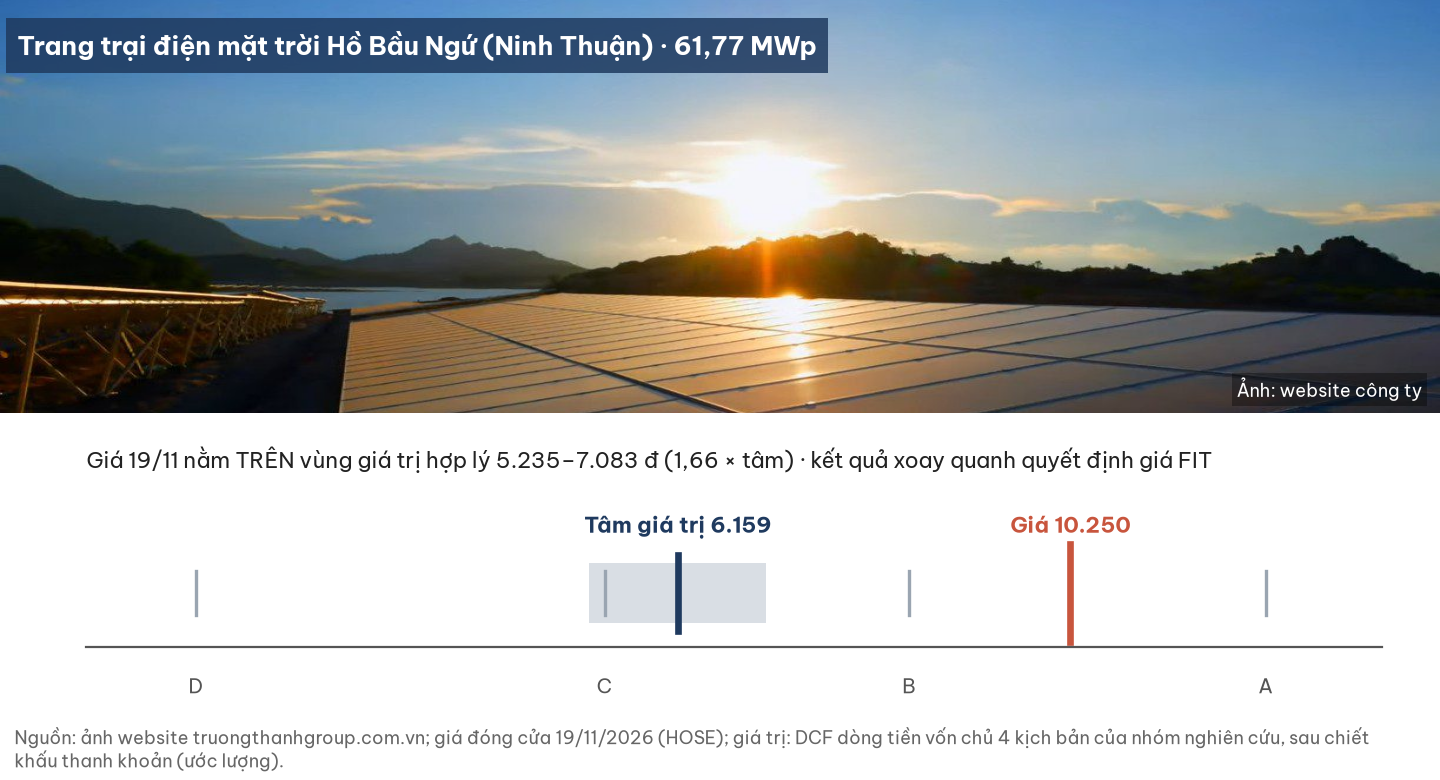 Trang trại điện mặt trời Hồ Bầu Ngứ (Ninh Thuận) · 61,77 MWp
Ảnh: website công ty
Giá 19/11 nằm TRÊN vùng giá trị hợp lý 5.235–7.083 đ (1,66 × tâm) · kết quả xoay quanh quyết định giá FIT
Tâm giá trị 6.159
Giá 10.250
D
C
B
A
Nguồn: ảnh website truongthanhgroup.com.vn; giá đóng cửa 19/11/2026 (HOSE); giá trị: DCF dòng tiền vốn chủ 4 kịch bản của nhóm nghiên cứu, sau chiết
khấu thanh khoản (ước lượng).